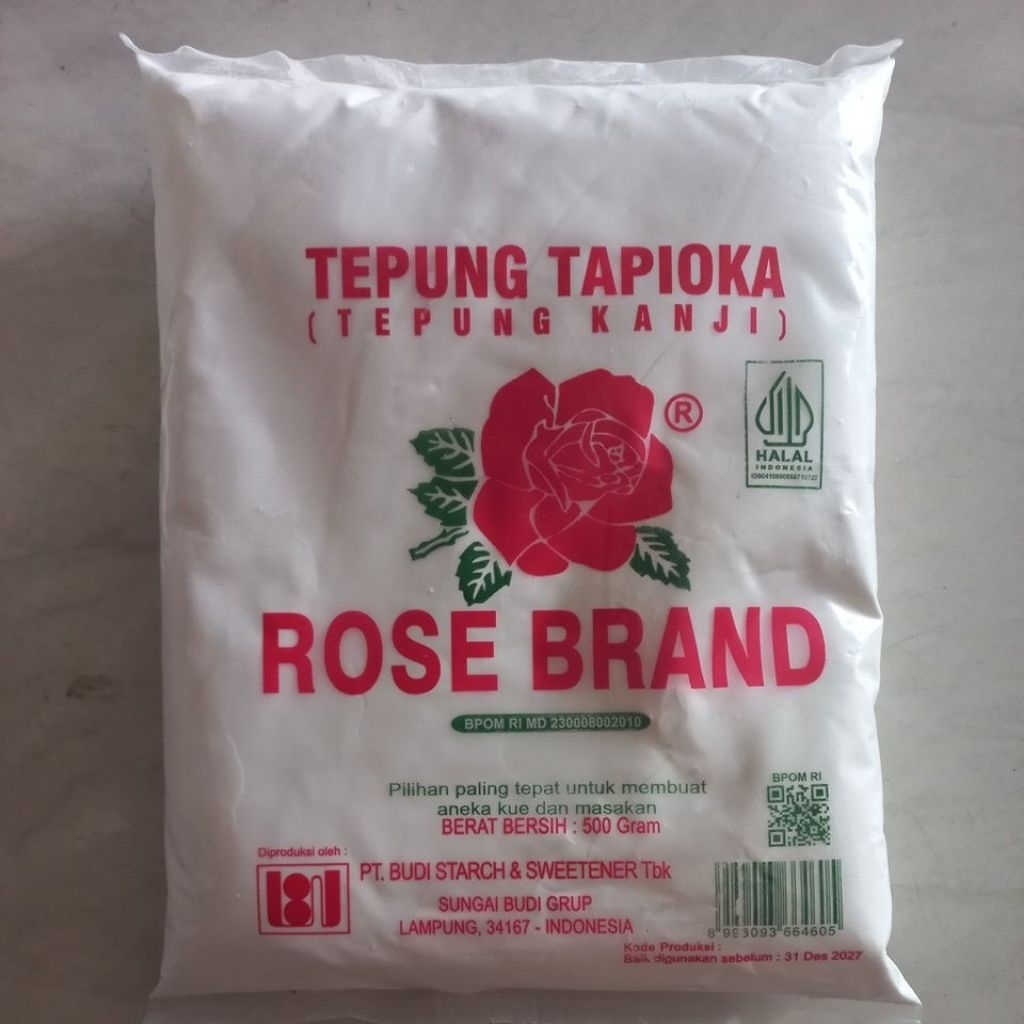 TEPUNG TAPIOKA
(TEPUNG KANJI)
®
HALAL
INDONESIA
ROSE BRAND
BPOM RI MD 230008002010
Pilihan paling tepat untuk membuat
aneka kue dan masakan
BERAT BERSIH : 500 Gram
BPOM RI
Diproduksi oleh :
PT. BUDI STARCH & SWEETENER Tbk
SUNGAI BUDI GRUP
LAMPUNG, 34167 - INDONESIA
8 993093 664605
Kode Produksi :
Baik digunakan sebelum : 31 Des 2027